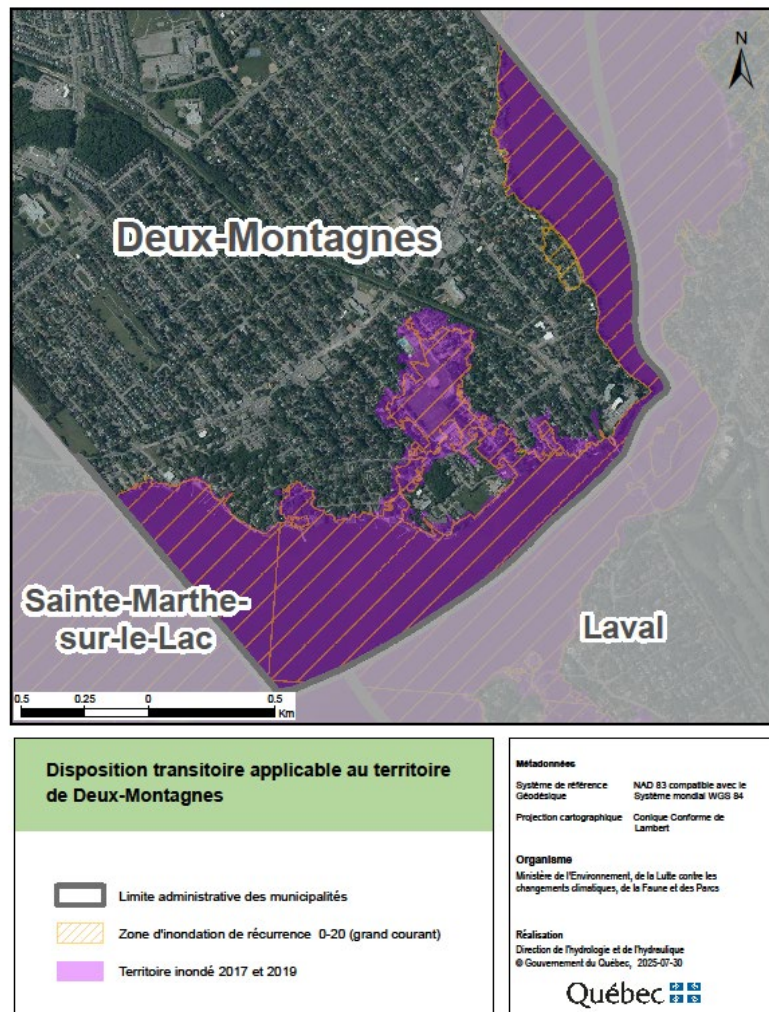 N
Deux-Montagnes
Sainte-Marthe-
sur-le-Lac
Laval
0.5 0.25 0 0.5
Km
Disposition transitoire applicable au territoire
de Deux-Montagnes
Limite administrative des municipalités
Zone d'inondation de récurrence 0-20 (grand courant)
Territoire inondé 2017 et 2019
Métadonnées
Système de référence
Géodésique
NAD 83 compatible avec le
Système mondial WGS 84
Projection cartographique
Conique Conforme de
Lambert
Organisme
Ministère de l'Environnement, de la Lutte contre les
changements climatiques, de la Faune et des Parcs
Réalisation
Direction de l'hydrologie et de l'hydraulique
© Gouvernement du Québec, 2025-07-30
Québec